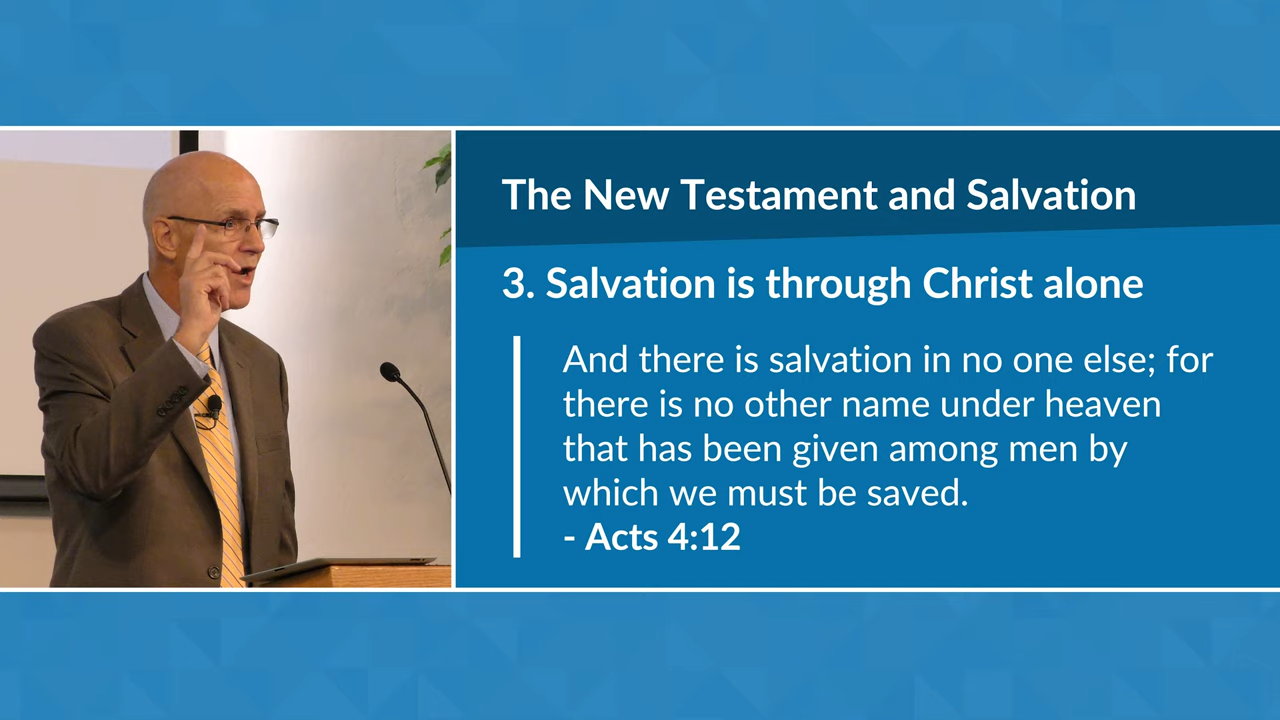 The New Testament and Salvation
3. Salvation is through Christ alone
And there is salvation in no one else; for
there is no other name under heaven
that has been given among men by
which we must be saved.
- Acts 4:12